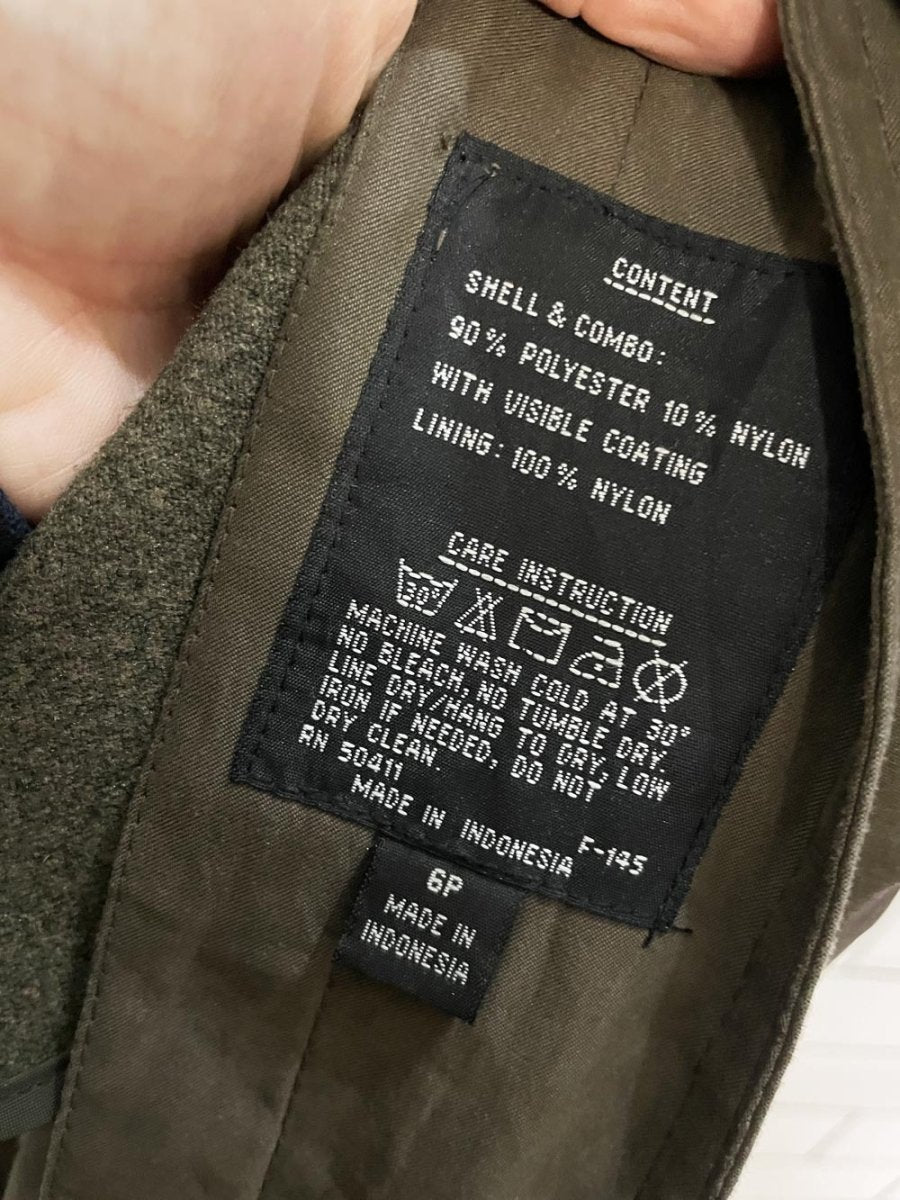 CONTENT
SHELL & COMBO:
90% POLYESTER 10% NYLON
WITH VISIBLE COATING
LINING: 100% NYLON
CARE INSTRUCTION
30°
MACHINE WASH COLD AT 30°
NO BLEACH, NO TUMBLE DRY.
LINE DRY/HANG TO DRY, LOW
IRON IF NEEDED, DO NOT
DRY CLEAN.
RN 50411
MADE IN INDONESIA F-145
6P
MADE IN
INDONESIA